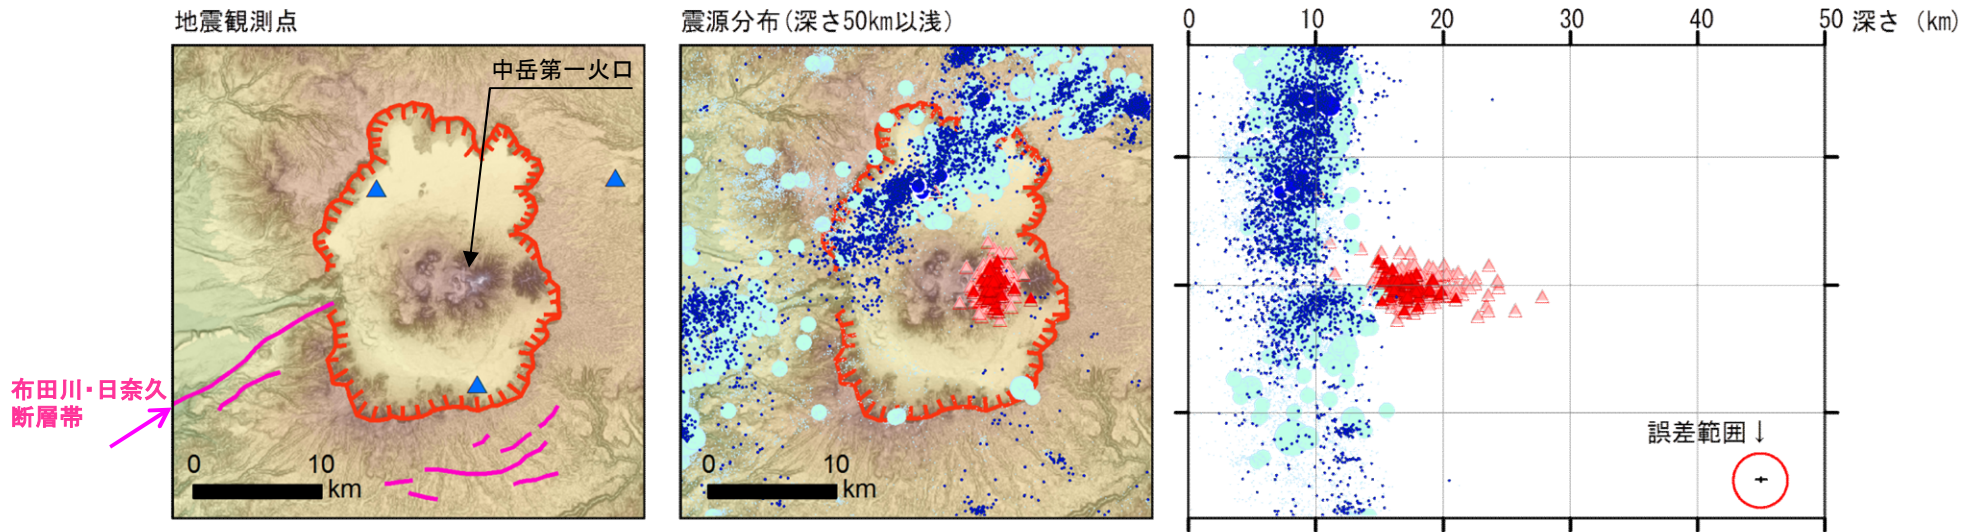 地震観測点
中岳第一火口
布田川・日奈久
断層帯
0 10
km
震源分布(深さ50km以浅)
0 10
km
0 10 20 30 40 50 深さ (km)
誤差範囲↓